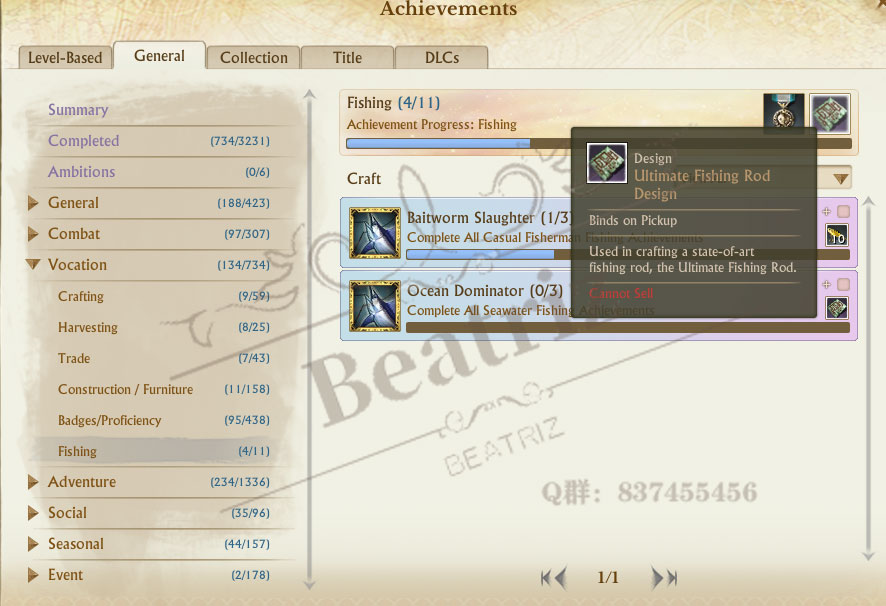 Achievements
Level-Based
General
Collection
Title
DLCs
Summary
Completed (734/3231)
Ambitions (0/6)
General (188/423)
Combat (97/307)
Vocation (134/734)
Crafting (9/59)
Harvesting (8/25)
Trade (7/43)
Construction / Furniture (11/158)
Badges/Proficiency (95/438)
Fishing (4/11)
Adventure (234/1336)
Social (35/96)
Seasonal (44/157)
Event (2/178)
Fishing (4/11)
Achievement Progress: Fishing
Craft
Baitworm Slaughter (1/3)
Complete All Casual Fisherman Fishing Achievements
10
Ocean Dominator (0/3)
Complete All Seawater Fishing Achievements
Design
Ultimate Fishing Rod
Design
Binds on Pickup
Used in crafting a state-of-art
fishing rod, the Ultimate Fishing Rod.
Cannot Sell
Beatriz
BEATRIZ
Q群：837455456
1/1